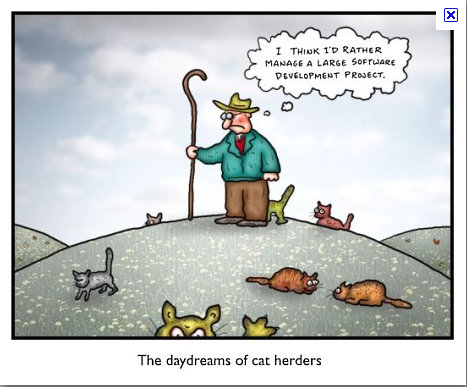 I THINK I'D RATHER
MANAGE A LARGE SOFTWARE
DEVELOPMENT PROJECT.
The daydreams of cat herders